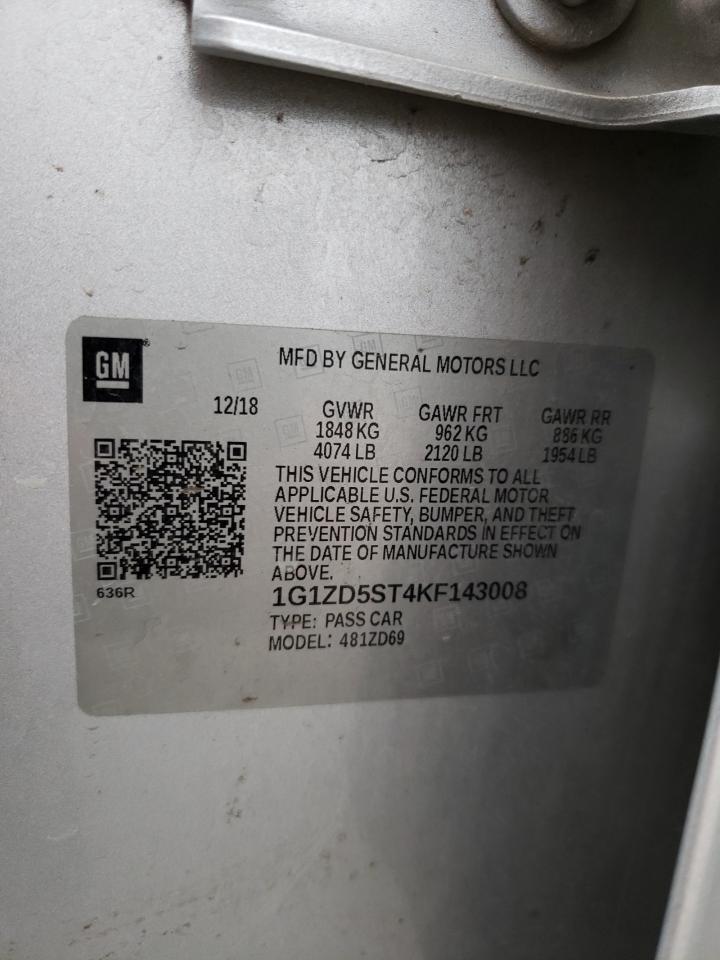 GM
MFD BY GENERAL MOTORS LLC
12/18 GVWR GAWR FRT GAWR RR
1848 KG 962 KG 886 KG
4074 LB 2120 LB 1954 LB
THIS VEHICLE CONFORMS TO ALL
APPLICABLE U.S. FEDERAL MOTOR
VEHICLE SAFETY, BUMPER, AND THEFT
PREVENTION STANDARDS IN EFFECT ON
THE DATE OF MANUFACTURE SHOWN
ABOVE.
636R
1G1ZD5ST4KF143008
TYPE: PASS CAR
MODEL: 481ZD69